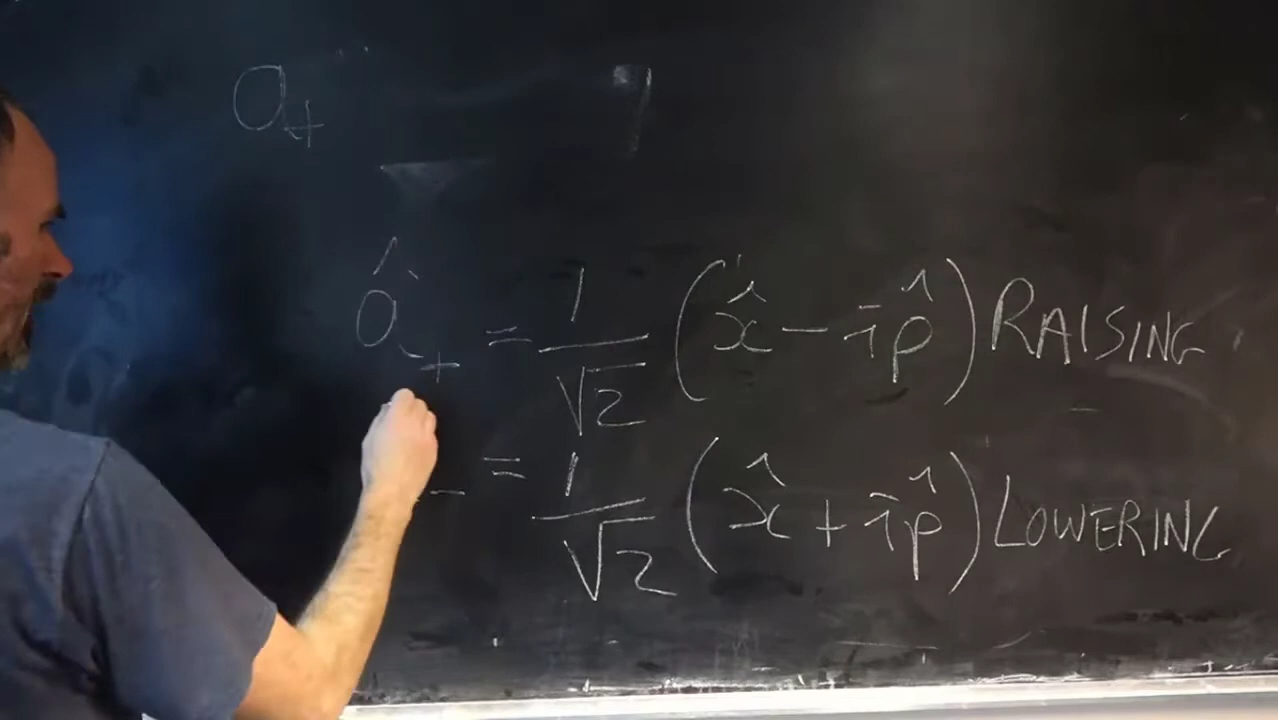 a₊
â₊ = 1/√2 (x̂ − ip̂) RAISING
₋ = 1/√2 (x̂ + ip̂) LOWERING